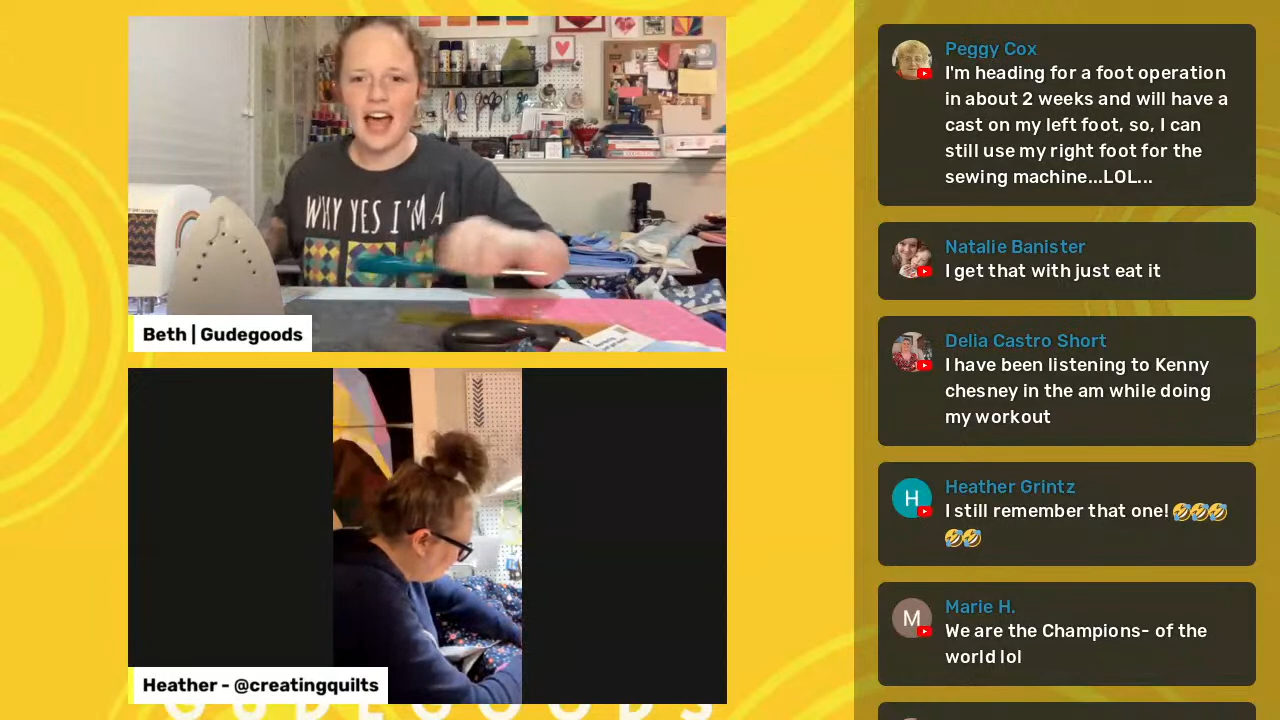 WHY YES I'M A
Beth | Gudegoods
Heather - @creatingquilts
GUDEGOODS
Peggy Cox
I'm heading for a foot operation
in about 2 weeks and will have a
cast on my left foot, so, I can
still use my right foot for the
sewing machine...LOL...
Natalie Banister
I get that with just eat it
Delia Castro Short
I have been listening to Kenny
chesney in the am while doing
my workout
H
Heather Grintz
I still remember that one! 🤣🤣🤣
🤣🤣
M
Marie H.
We are the Champions- of the
world lol